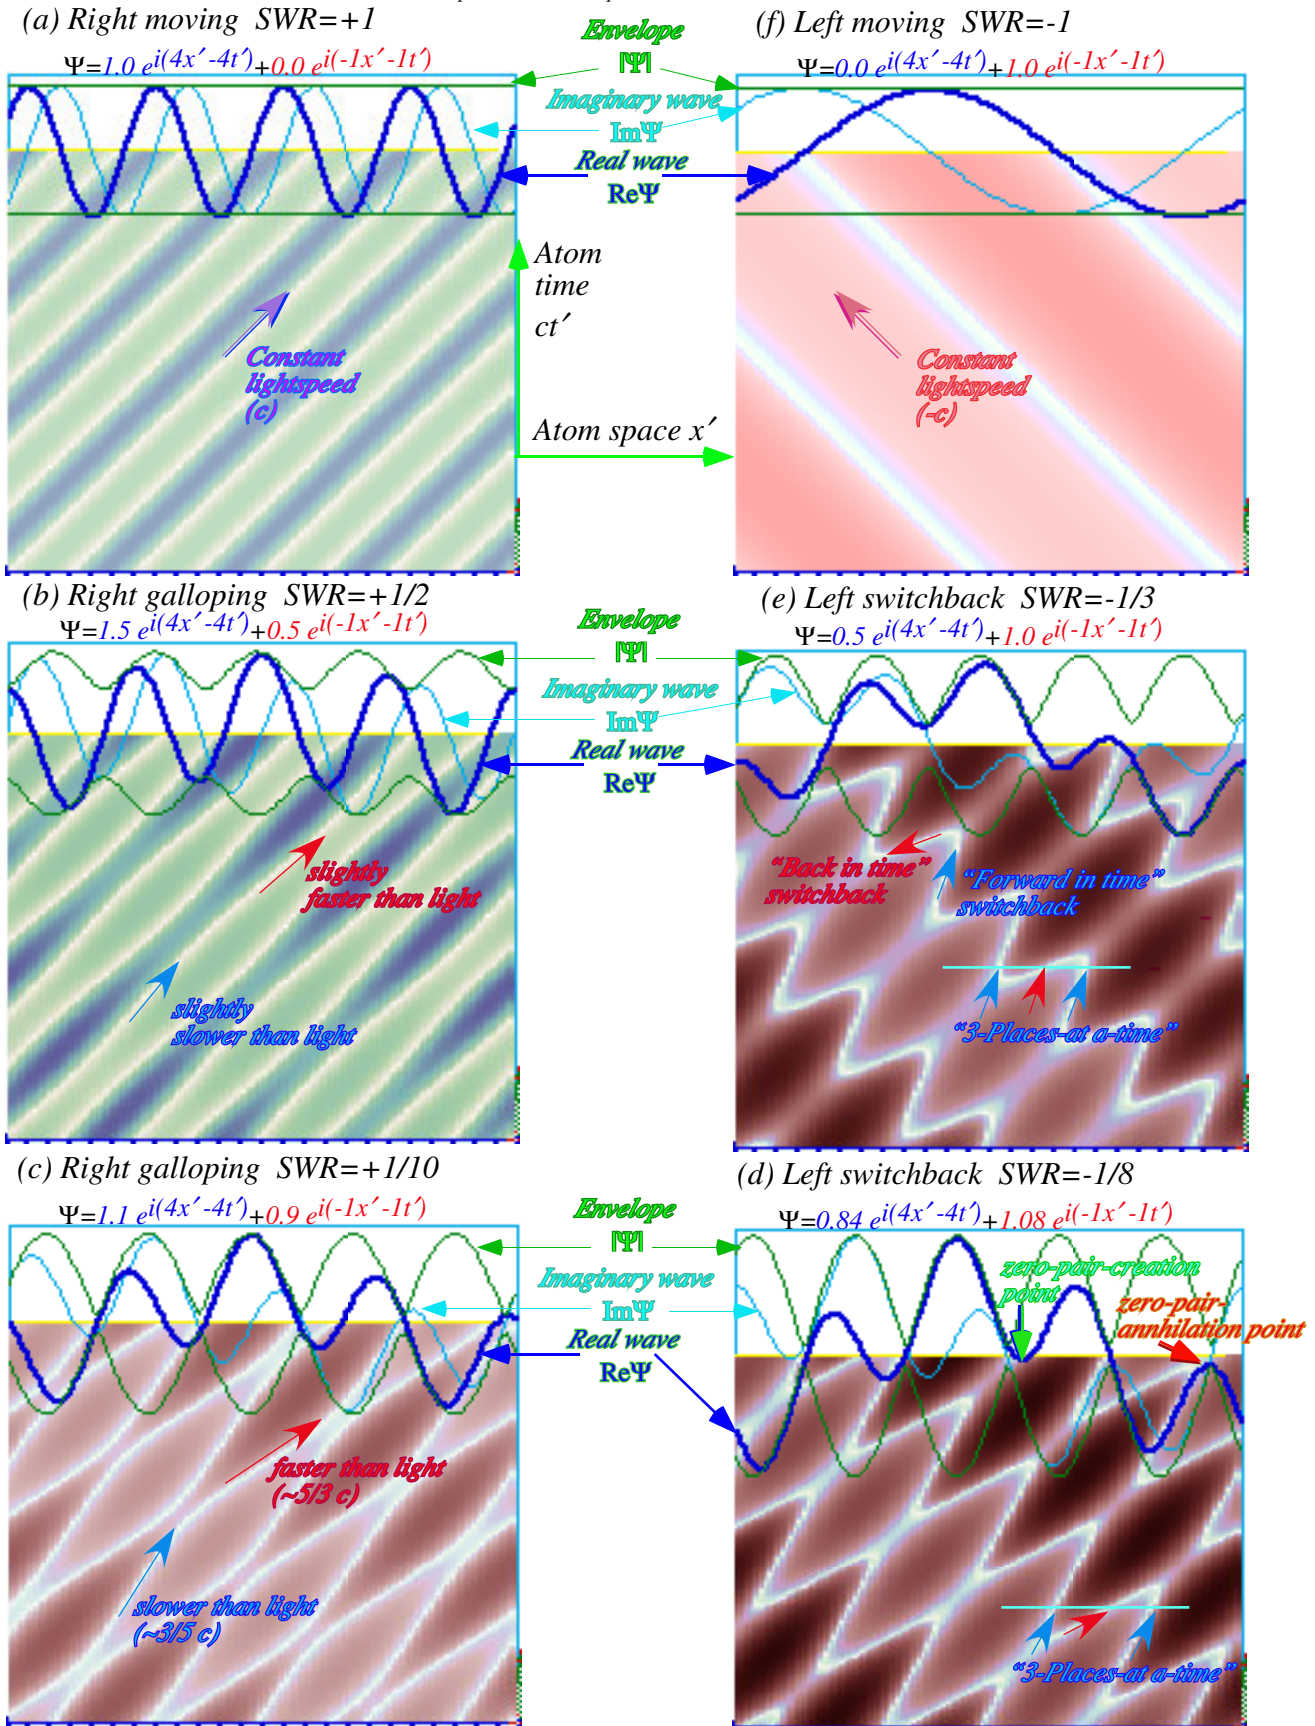 (a) Right moving  SWR=+1
Ψ=1.0 e^i(4x′-4t′)+0.0 e^i(-1x′-1t′)
Constant
lightspeed
(c)
Envelope
|Ψ|
Imaginary wave
ImΨ
Real wave
ReΨ
Atom
time
ct′
Atom space x′
(f) Left moving  SWR=-1
Ψ=0.0 e^i(4x′-4t′)+1.0 e^i(-1x′-1t′)
Constant
lightspeed
(-c)
(b) Right galloping  SWR=+1/2
Ψ=1.5 e^i(4x′-4t′)+0.5 e^i(-1x′-1t′)
slightly
faster than light
slightly
slower than light
Envelope
|Ψ|
Imaginary wave
ImΨ
Real wave
ReΨ
(e) Left switchback  SWR=-1/3
Ψ=0.5 e^i(4x′-4t′)+1.0 e^i(-1x′-1t′)
“Back in time”
switchback
“Forward in time”
switchback
“3-Places-at a-time”
(c) Right galloping  SWR=+1/10
Ψ=1.1 e^i(4x′-4t′)+0.9 e^i(-1x′-1t′)
faster than light
(~5/3 c)
slower than light
(~3/5 c)
Envelope
|Ψ|
Imaginary wave
ImΨ
Real wave
ReΨ
(d) Left switchback  SWR=-1/8
Ψ=0.84 e^i(4x′-4t′)+1.08 e^i(-1x′-1t′)
zero-pair-creation
point
zero-pair-
annhilation point
“3-Places-at a-time”